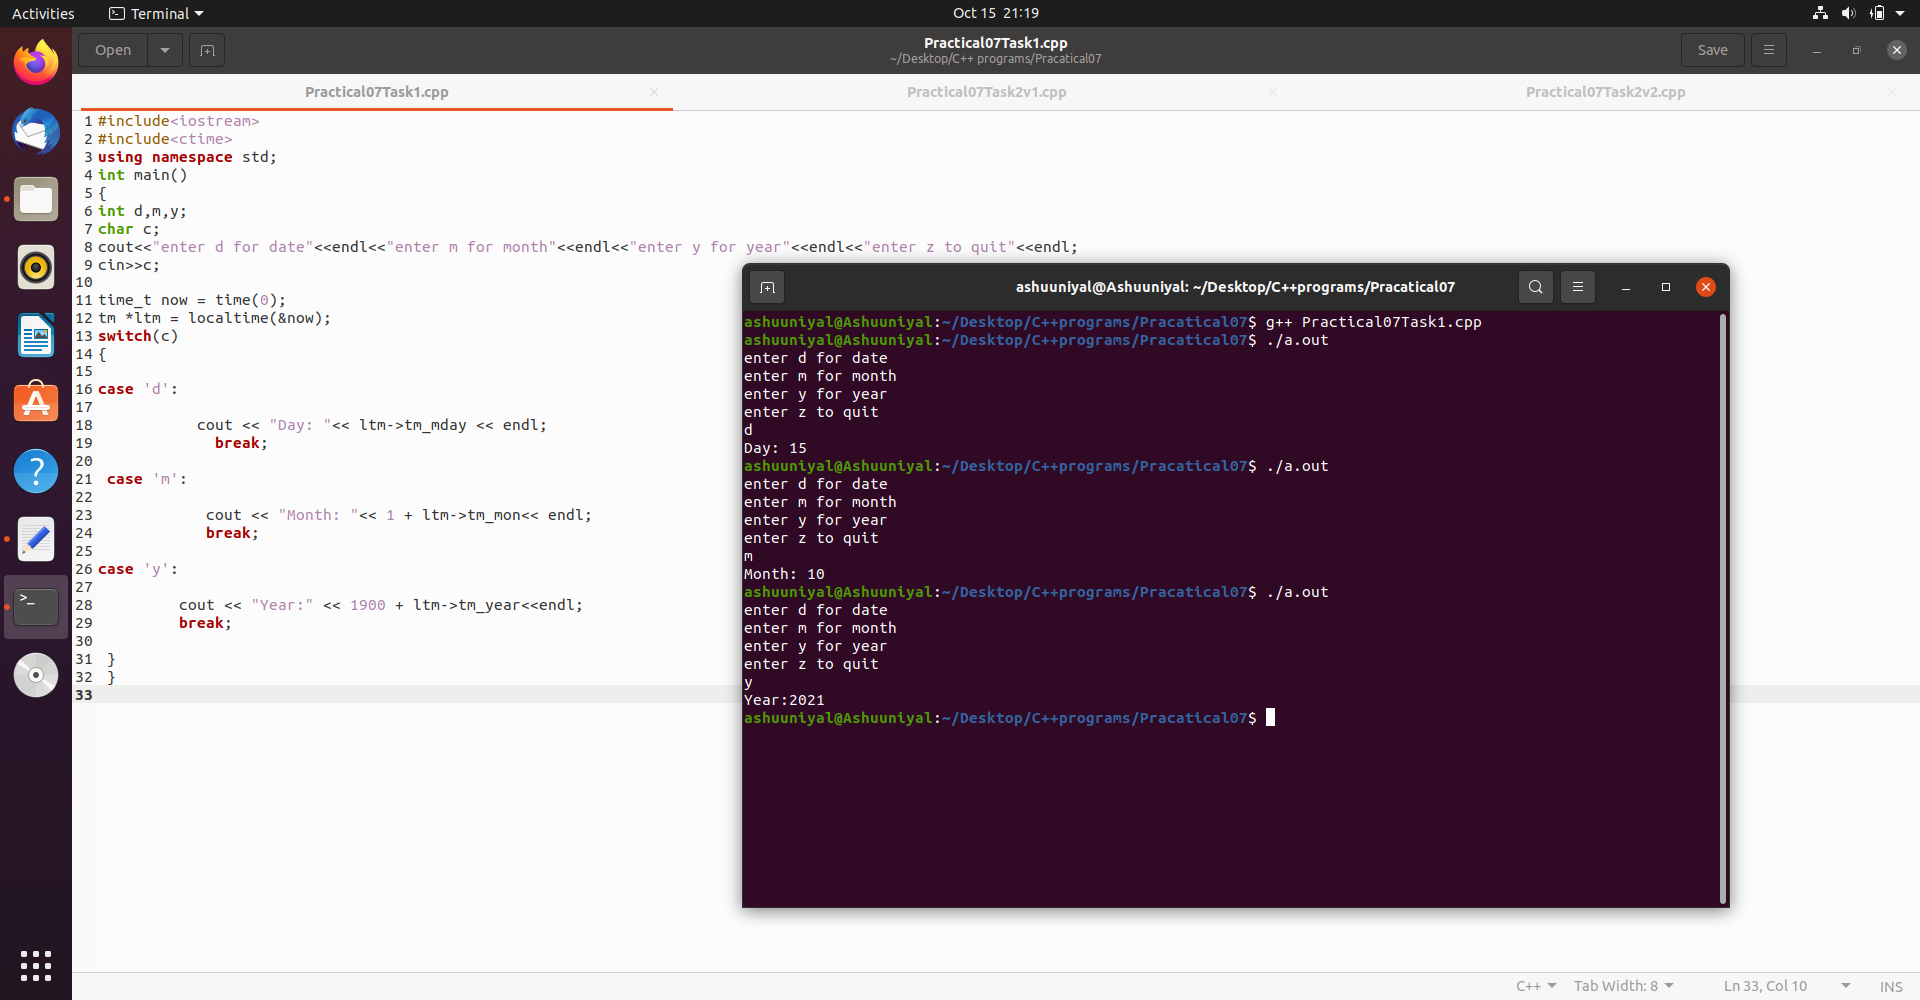 Activities
Terminal
Oct 15 21:19
Open
Practical07Task1.cpp
~/Desktop/C++ programs/Pracatical07
Save
Practical07Task1.cpp
Practical07Task2v1.cpp
Practical07Task2v2.cpp
1 #include<iostream>
2 #include<ctime>
3 using namespace std;
4 int main()
5 {
6 int d,m,y;
7 char c;
8 cout<<"enter d for date"<<endl<<"enter m for month"<<endl<<"enter y for year"<<endl<<"enter z to quit"<<endl;
9 cin>>c;
10
11 time_t now = time(0);
12 tm *ltm = localtime(&now);
13 switch(c)
14 {
15
16 case 'd':
17
18 cout << "Day: "<< ltm->tm_mday << endl;
19 break;
20
21 case 'm':
22
23 cout << "Month: "<< 1 + ltm->tm_mon<< endl;
24 break;
25
26 case 'y':
27
28 cout << "Year:" << 1900 + ltm->tm_year<<endl;
29 break;
30
31 }
32 }
33
ashuuniyal@Ashuuniyal: ~/Desktop/C++programs/Pracatical07
ashuuniyal@Ashuuniyal:~/Desktop/C++programs/Pracatical07$ g++ Practical07Task1.cpp
ashuuniyal@Ashuuniyal:~/Desktop/C++programs/Pracatical07$ ./a.out
enter d for date
enter m for month
enter y for year
enter z to quit
d
Day: 15
ashuuniyal@Ashuuniyal:~/Desktop/C++programs/Pracatical07$ ./a.out
enter d for date
enter m for month
enter y for year
enter z to quit
m
Month: 10
ashuuniyal@Ashuuniyal:~/Desktop/C++programs/Pracatical07$ ./a.out
enter d for date
enter m for month
enter y for year
enter z to quit
y
Year:2021
ashuuniyal@Ashuuniyal:~/Desktop/C++programs/Pracatical07$
C++
Tab Width: 8
Ln 33, Col 10
INS